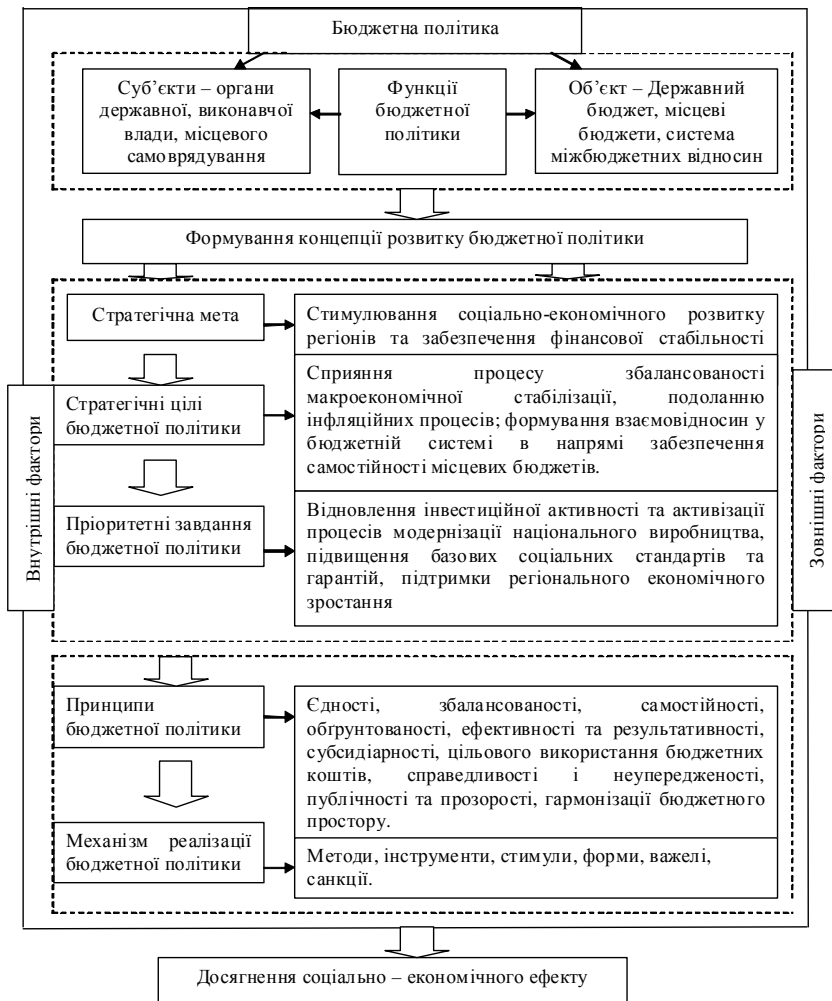 Бюджетна політика
Суб’єкти – органи
державної, виконавчої
влади, місцевого
самоврядування
Функції
бюджетної
політики
Об’єкт – Державний
бюджет, місцеві
бюджети, система
міжбюджетних відносин
Формування концепції розвитку бюджетної політики
Внутрішні фактори
Зовнішні фактори
Стратегічна мета
Стимулювання соціально-економічного розвитку
регіонів та забезпечення фінансової стабільності
Стратегічні цілі
бюджетної політики
Сприяння процесу збалансованості
макроекономічної стабілізації, подоланню
інфляційних процесів; формування взаємовідносин у
бюджетній системі в напрямі забезпечення
самостійності місцевих бюджетів.
Пріоритетні завдання
бюджетної політики
Відновлення інвестиційної активності та активізації
процесів модернізації національного виробництва,
підвищення базових соціальних стандартів та
гарантій, підтримки регіонального економічного
зростання
Принципи
бюджетної політики
Єдності, збалансованості, самостійності,
обґрунтованості, ефективності та результативності,
субсидіарності, цільового використання бюджетних
коштів, справедливості і неупередженості,
публічності та прозорості, гармонізації бюджетного
простору.
Механізм реалізації
бюджетної політики
Методи, інструменти, стимули, форми, важелі,
санкції.
Досягнення соціально – економічного ефекту